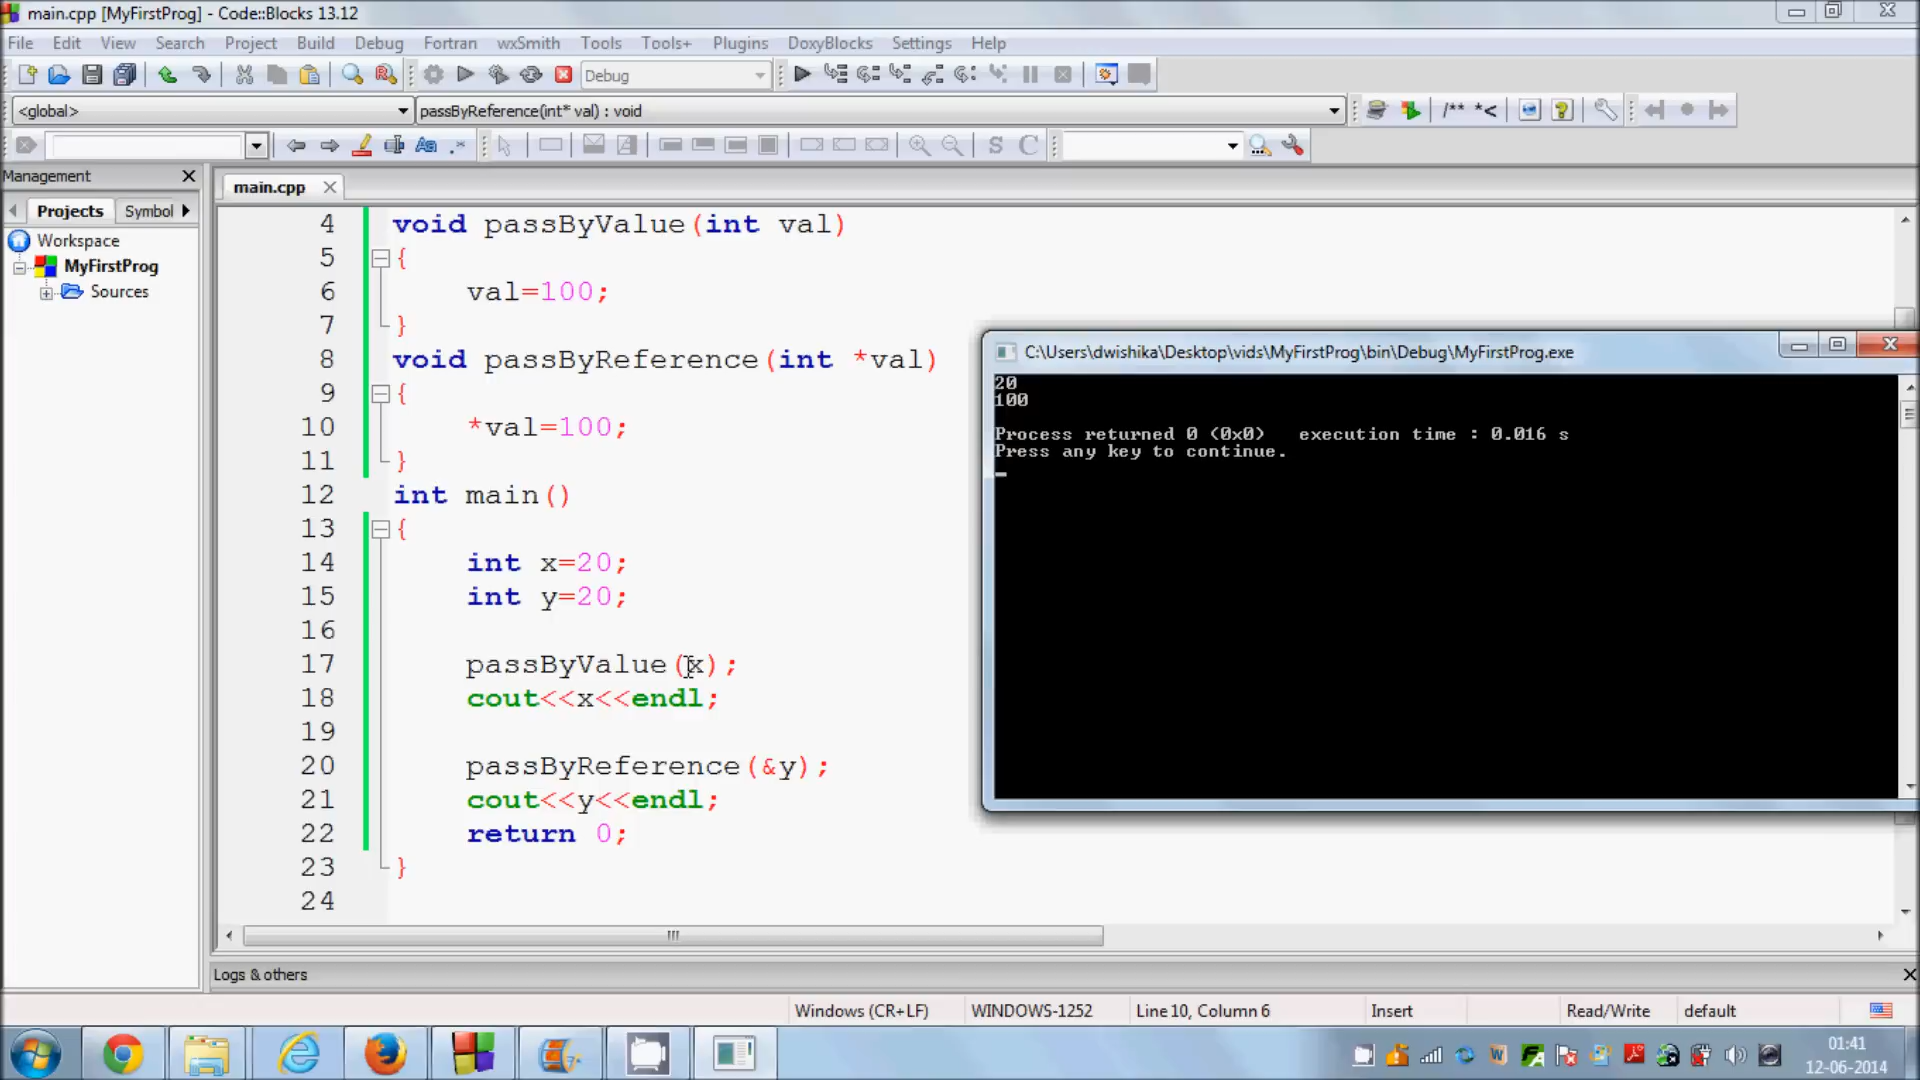 main.cpp [MyFirstProg] - Code::Blocks 13.12
File Edit View Search Project Build Debug Fortran wxSmith Tools Tools+ Plugins DoxyBlocks Settings Help
Debug
<global> passByReference(int* val) : void /** *<
S C
Management
main.cpp
Projects Symbol
Workspace
MyFirstProg
Sources
4 void passByValue(int val)
5 {
6 val=100;
7 }
8 void passByReference(int *val)
9 {
10 *val=100;
11 }
12 int main()
13 {
14 int x=20;
15 int y=20;
16
17 passByValue(x);
18 cout<<x<<endl;
19
20 passByReference(&y);
21 cout<<y<<endl;
22 return 0;
23 }
24
C:\Users\dwishika\Desktop\vids\MyFirstProg\bin\Debug\MyFirstProg.exe
20
100
Process returned 0 (0x0) execution time : 0.016 s
Press any key to continue.
Logs & others
Windows (CR+LF) WINDOWS-1252 Line 10, Column 6 Insert Read/Write default
01:41
12-06-2014